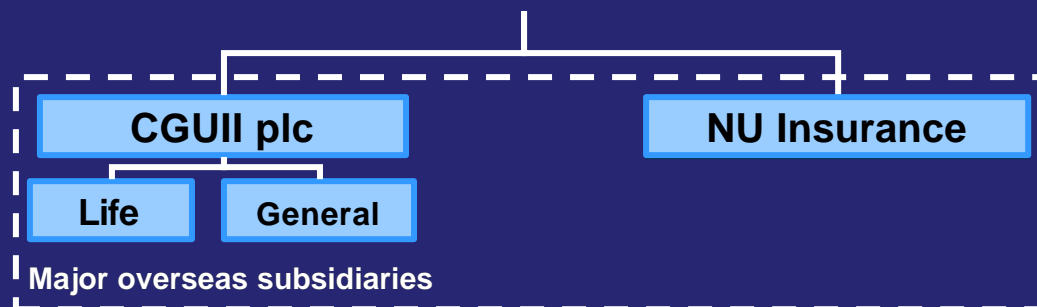 CGUII plc
NU Insurance
Life
General
Major overseas subsidiaries